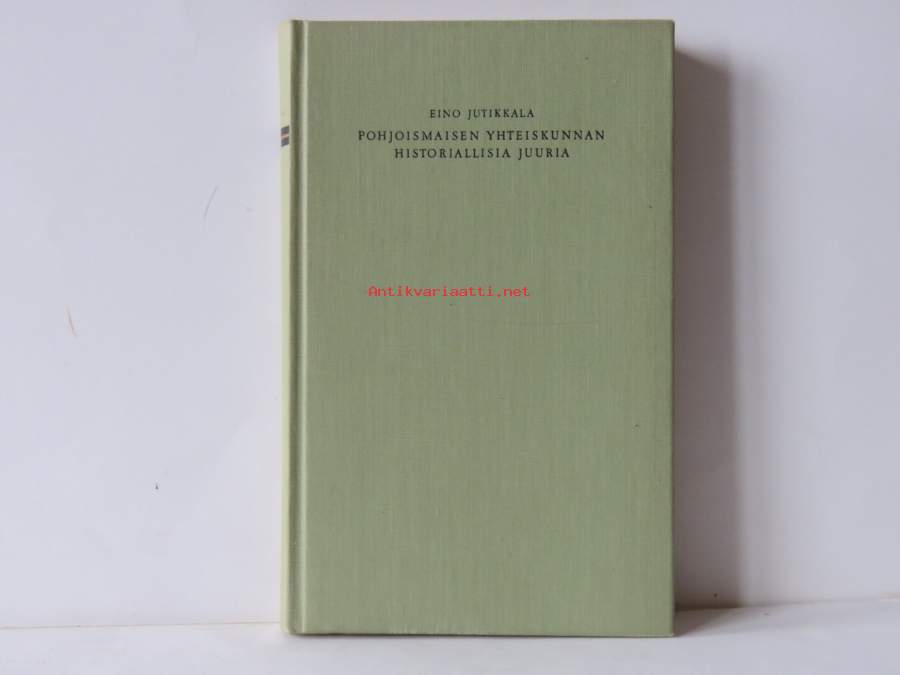 EINO JUTIKKALA
POHJOISMAISEN YHTEISKUNNAN
HISTORIALLISIA JUURIA
Antikvariaatti.net